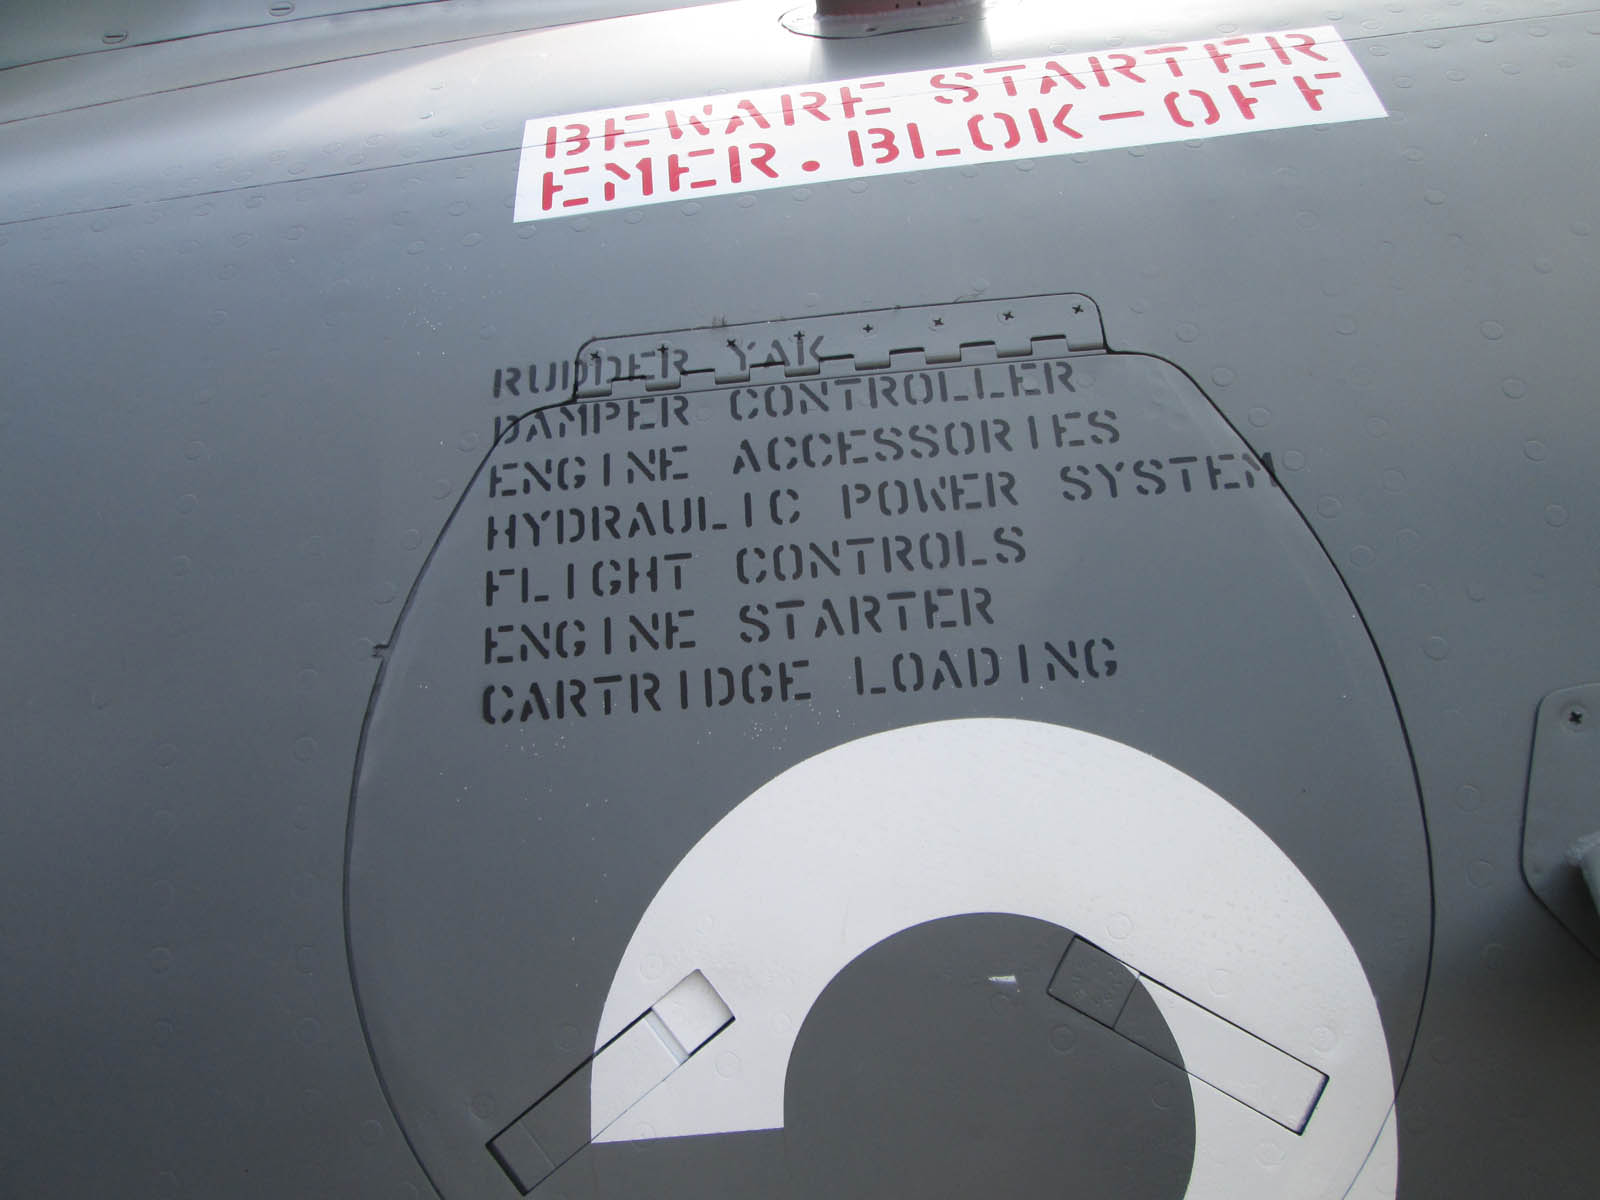 BEWARE STARTER
EMER. BLOK-OFF
RUDDER YAK
DAMPER CONTROLLER
ENGINE ACCESSORIES
HYDRAULIC POWER SYSTEM
FLIGHT CONTROLS
ENGINE STARTER
CARTRIDGE LOADING